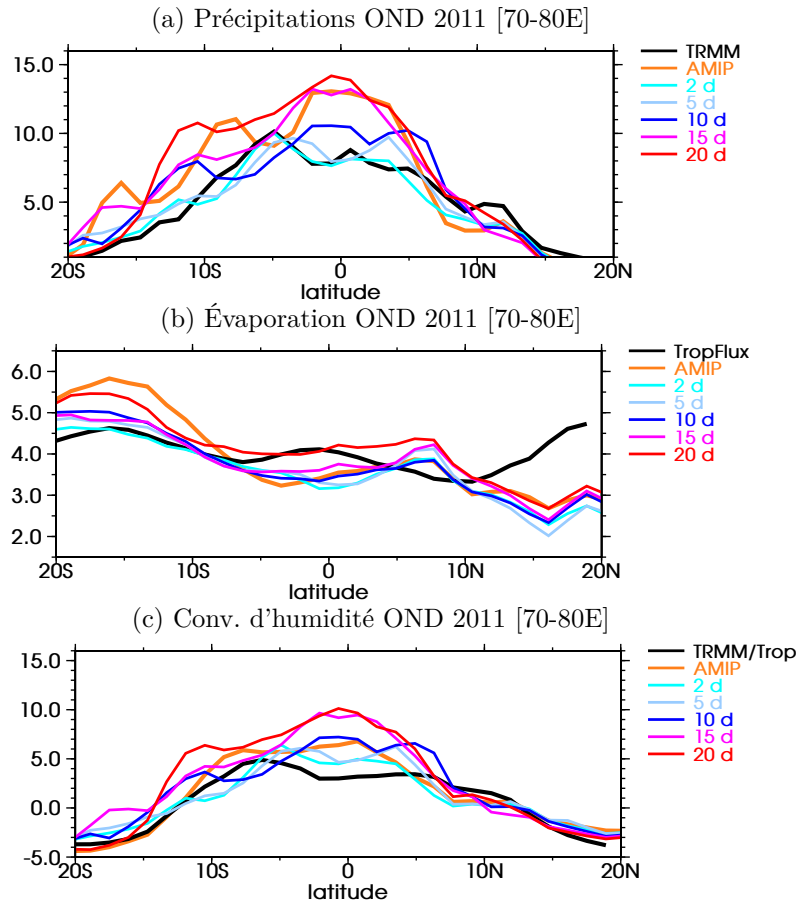 (a) Précipitations OND 2011 [70-80E]
15.0
10.0
5.0
20S 10S 0 10N 20N
latitude
TRMM
AMIP
2 d
5 d
10 d
15 d
20 d
(b) Évaporation OND 2011 [70-80E]
6.0
5.0
4.0
3.0
2.0
20S 10S 0 10N 20N
latitude
TropFlux
AMIP
2 d
5 d
10 d
15 d
20 d
(c) Conv. d'humidité OND 2011 [70-80E]
15.0
10.0
5.0
0.0
-5.0
20S 10S 0 10N 20N
latitude
TRMM/Trop
AMIP
2 d
5 d
10 d
15 d
20 d